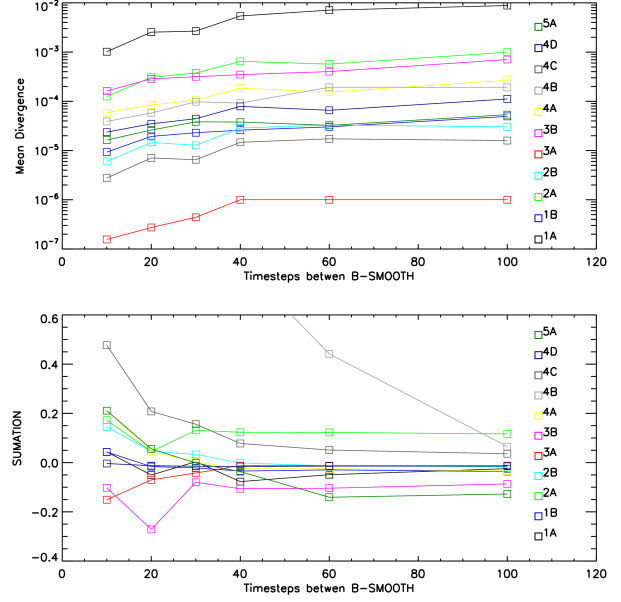 10⁻²
10⁻³
10⁻⁴
10⁻⁵
10⁻⁶
10⁻⁷
Mean Divergence
5A
4D
4C
4B
4A
3B
3A
2B
2A
1B
1A
0 20 40 60 80 100 120
Timesteps betwen B-SMOOTH
0.6
0.4
0.2
0.0
-0.2
-0.4
SUMATION
5A
4D
4C
4B
4A
3B
3A
2B
2A
1B
1A
0 20 40 60 80 100 120
Timesteps betwen B-SMOOTH